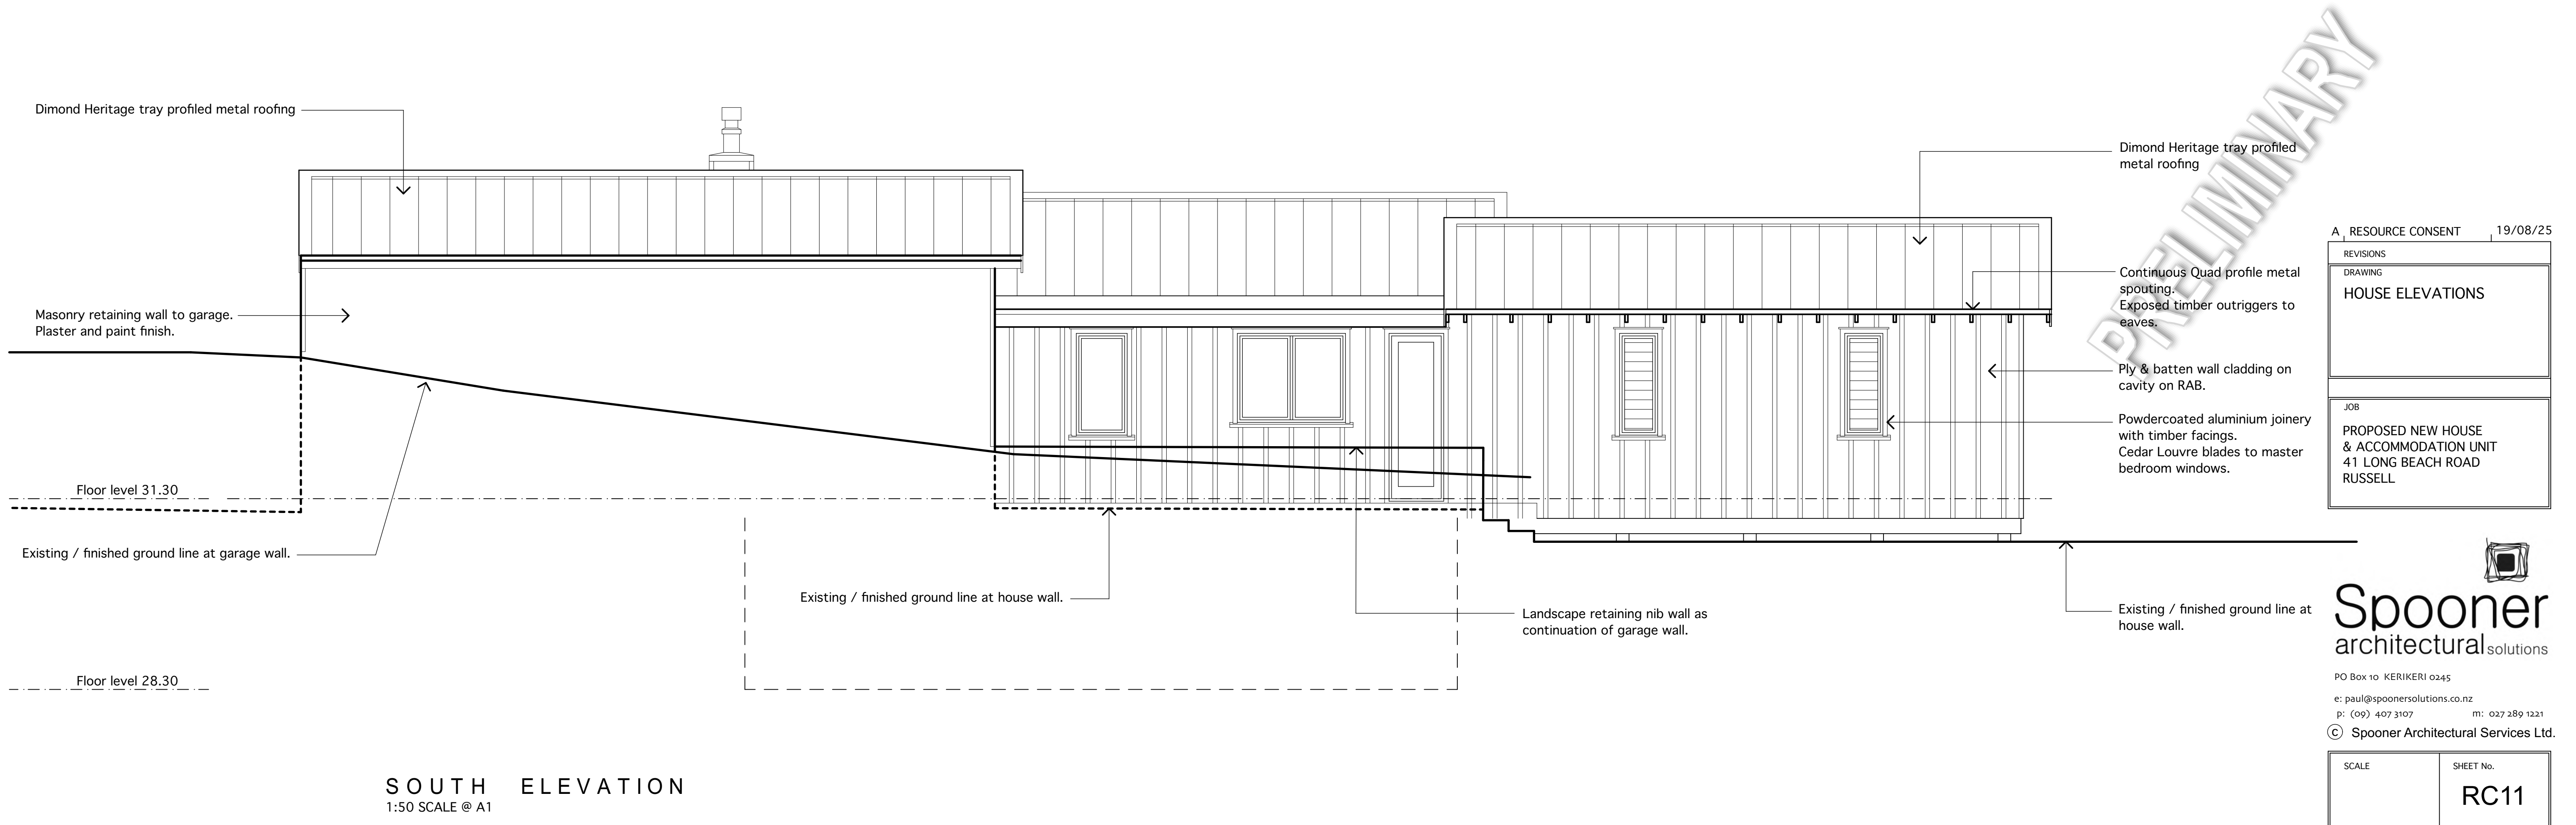 Dimond Heritage tray profiled metal roofing
Masonry retaining wall to garage.
Plaster and paint finish.
Floor level 31.30
Existing / finished ground line at garage wall.
Floor level 28.30
Existing / finished ground line at house wall.
Landscape retaining nib wall as
continuation of garage wall.
SOUTH ELEVATION
1:50 SCALE @ A1
PRELIMINARY
Dimond Heritage tray profiled
metal roofing
Continuous Quad profile metal
spouting.
Exposed timber outriggers to
eaves.
Ply & batten wall cladding on
cavity on RAB.
Powdercoated aluminium joinery
with timber facings.
Cedar Louvre blades to master
bedroom windows.
Existing / finished ground line at
house wall.
A RESOURCE CONSENT 19/08/25
REVISIONS
DRAWING
HOUSE ELEVATIONS
JOB
PROPOSED NEW HOUSE
& ACCOMMODATION UNIT
41 LONG BEACH ROAD
RUSSELL
Spooner
architectural solutions
PO Box 10 KERIKERI 0245
e: paul@spoonersolutions.co.nz
p: (09) 407 3107 m: 027 289 1221
© Spooner Architectural Services Ltd.
SCALE
SHEET No.
RC11